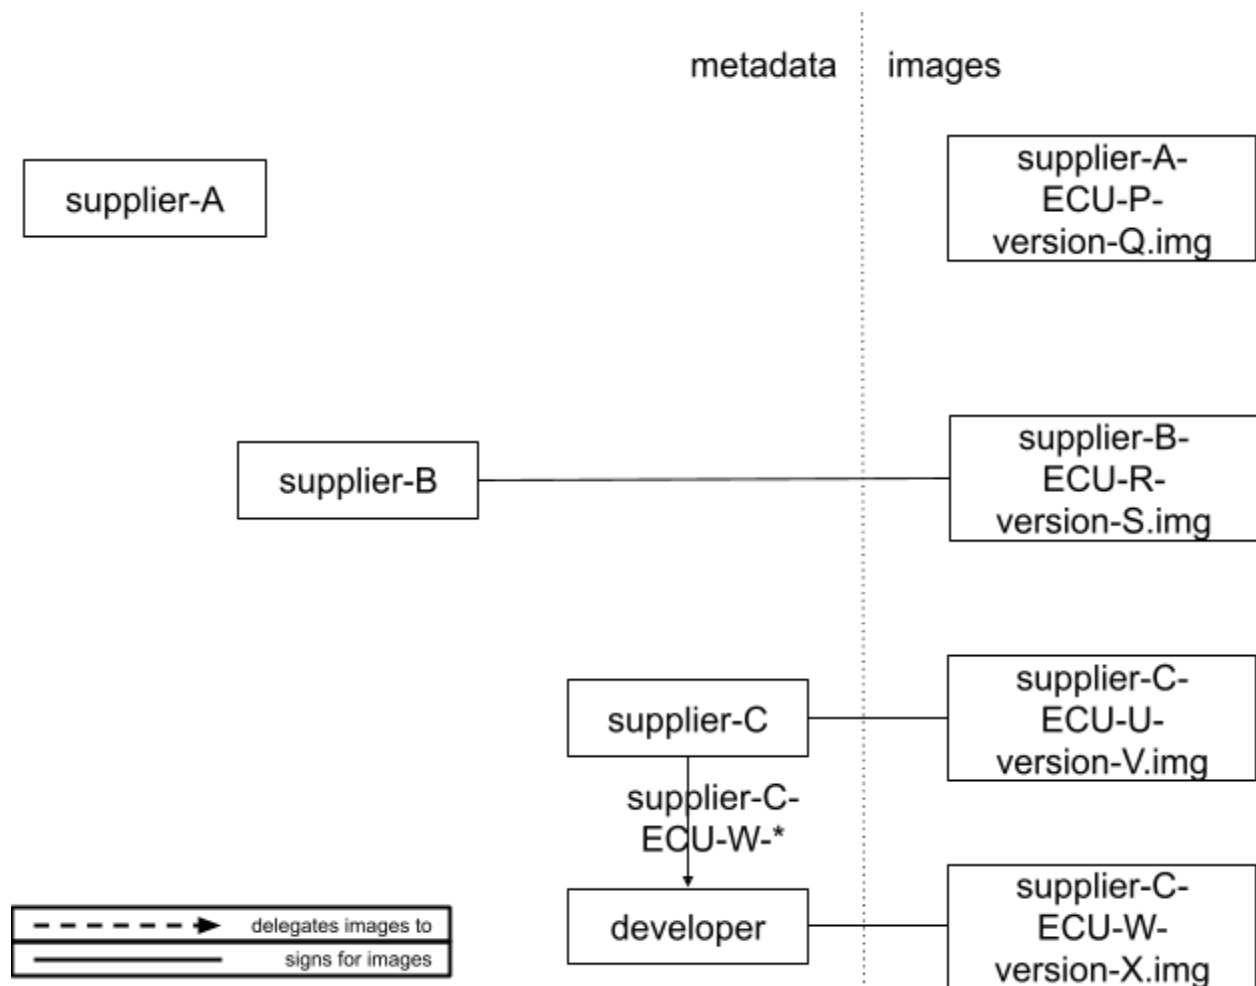 metadata
images
supplier-A
supplier-A-
ECU-P-
version-Q.img
supplier-B
supplier-B-
ECU-R-
version-S.img
supplier-C
supplier-C-
ECU-U-
version-V.img
supplier-C-
ECU-W-*
developer
supplier-C-
ECU-W-
version-X.img
delegates images to
signs for images